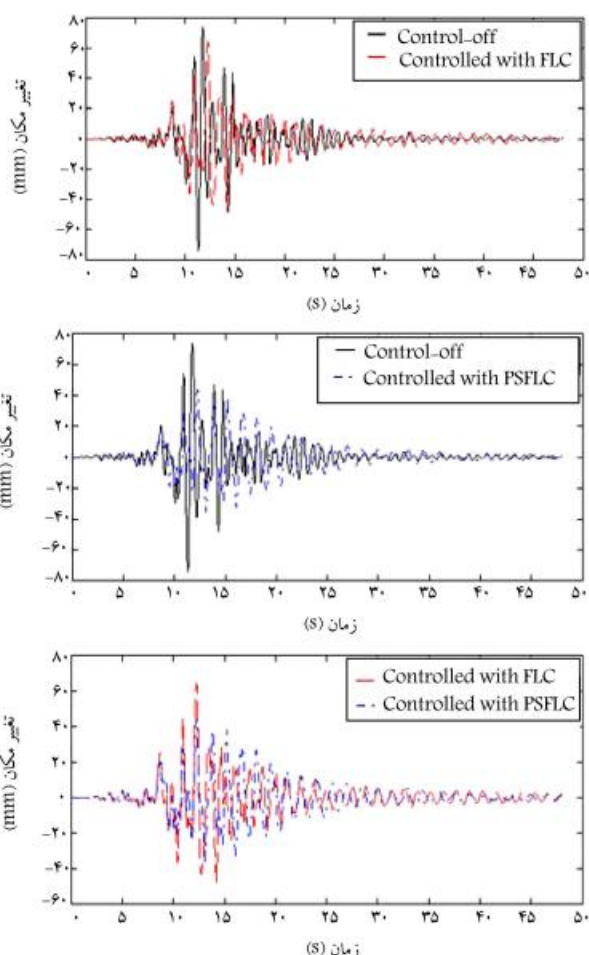 ۸۰
۶۰
۴۰
۲۰
۰
-۲۰
-۴۰
-۶۰
-۸۰
تغییر مکان (mm)
Control-off
Controlled with FLC
۰ ۵ ۱۰ ۱۵ ۲۰ ۲۵ ۳۰ ۳۵ ۴۰ ۴۵ ۵۰
زمان (s)
۸۰
۶۰
۴۰
۲۰
۰
-۲۰
-۴۰
-۶۰
-۸۰
تغییر مکان (mm)
Control-off
Controlled with PSFLC
۰ ۵ ۱۰ ۱۵ ۲۰ ۲۵ ۳۰ ۳۵ ۴۰ ۴۵ ۵۰
زمان (s)
۸۰
۶۰
۴۰
۲۰
۰
-۲۰
-۴۰
-۶۰
تغییر مکان (mm)
Controlled with FLC
Controlled with PSFLC
۰ ۵ ۱۰ ۱۵ ۲۰ ۲۵ ۳۰ ۳۵ ۴۰ ۴۵ ۵۰
زمان (s)